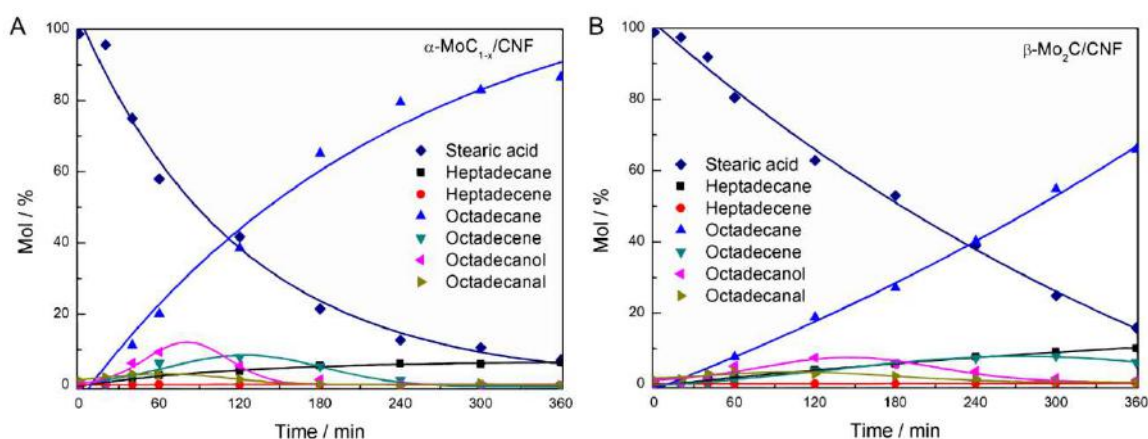 A
α-MoC1-x/CNF
100
80
60
40
20
0
Mol / %
Stearic acid
Heptadecane
Heptadecene
Octadecane
Octadecene
Octadecanol
Octadecanal
0 60 120 180 240 300 360
Time / min
B
β-Mo2C/CNF
100
80
60
40
20
0
Mol / %
Stearic acid
Heptadecane
Heptadecene
Octadecane
Octadecene
Octadecanol
Octadecanal
0 60 120 180 240 300 360
Time / min